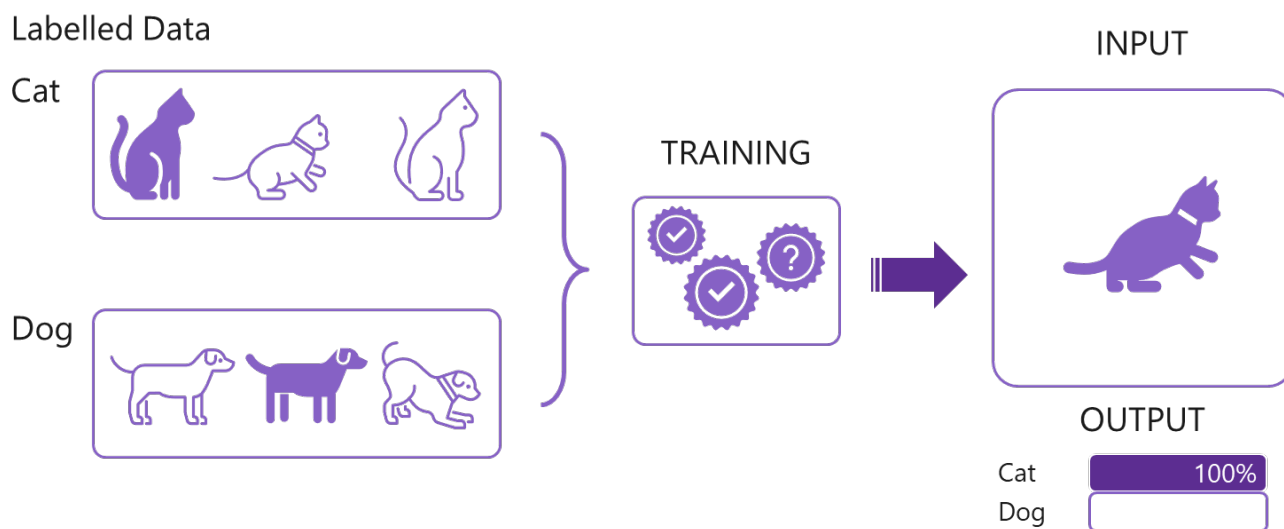 Labelled Data
Cat
Dog
TRAINING
?
INPUT
OUTPUT
Cat 100%
Dog